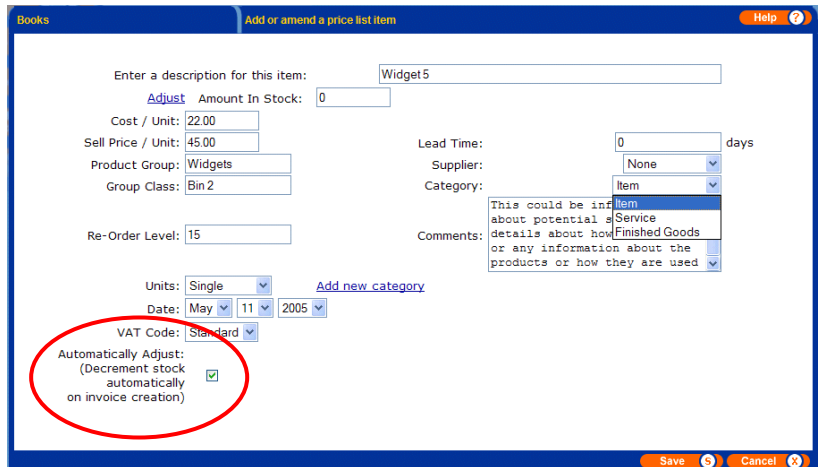 Books
Add or amend a price list item
Help ?
Enter a description for this item: Widget 5
Adjust Amount In Stock: 0
Cost / Unit: 22.00
Sell Price / Unit: 45.00
Lead Time: 0 days
Product Group: Widgets
Supplier: None
Group Class: Bin 2
Category: Item
Item
Service
Finished Goods
Re-Order Level: 15
Comments:
This could be inf
about potential s
details about how
or any information about the
products or how they are used
Units: Single
Add new category
Date: May 11 2005
VAT Code: Standard
Automatically Adjust:
(Decrement stock
automatically
on invoice creation)
Save S
Cancel X